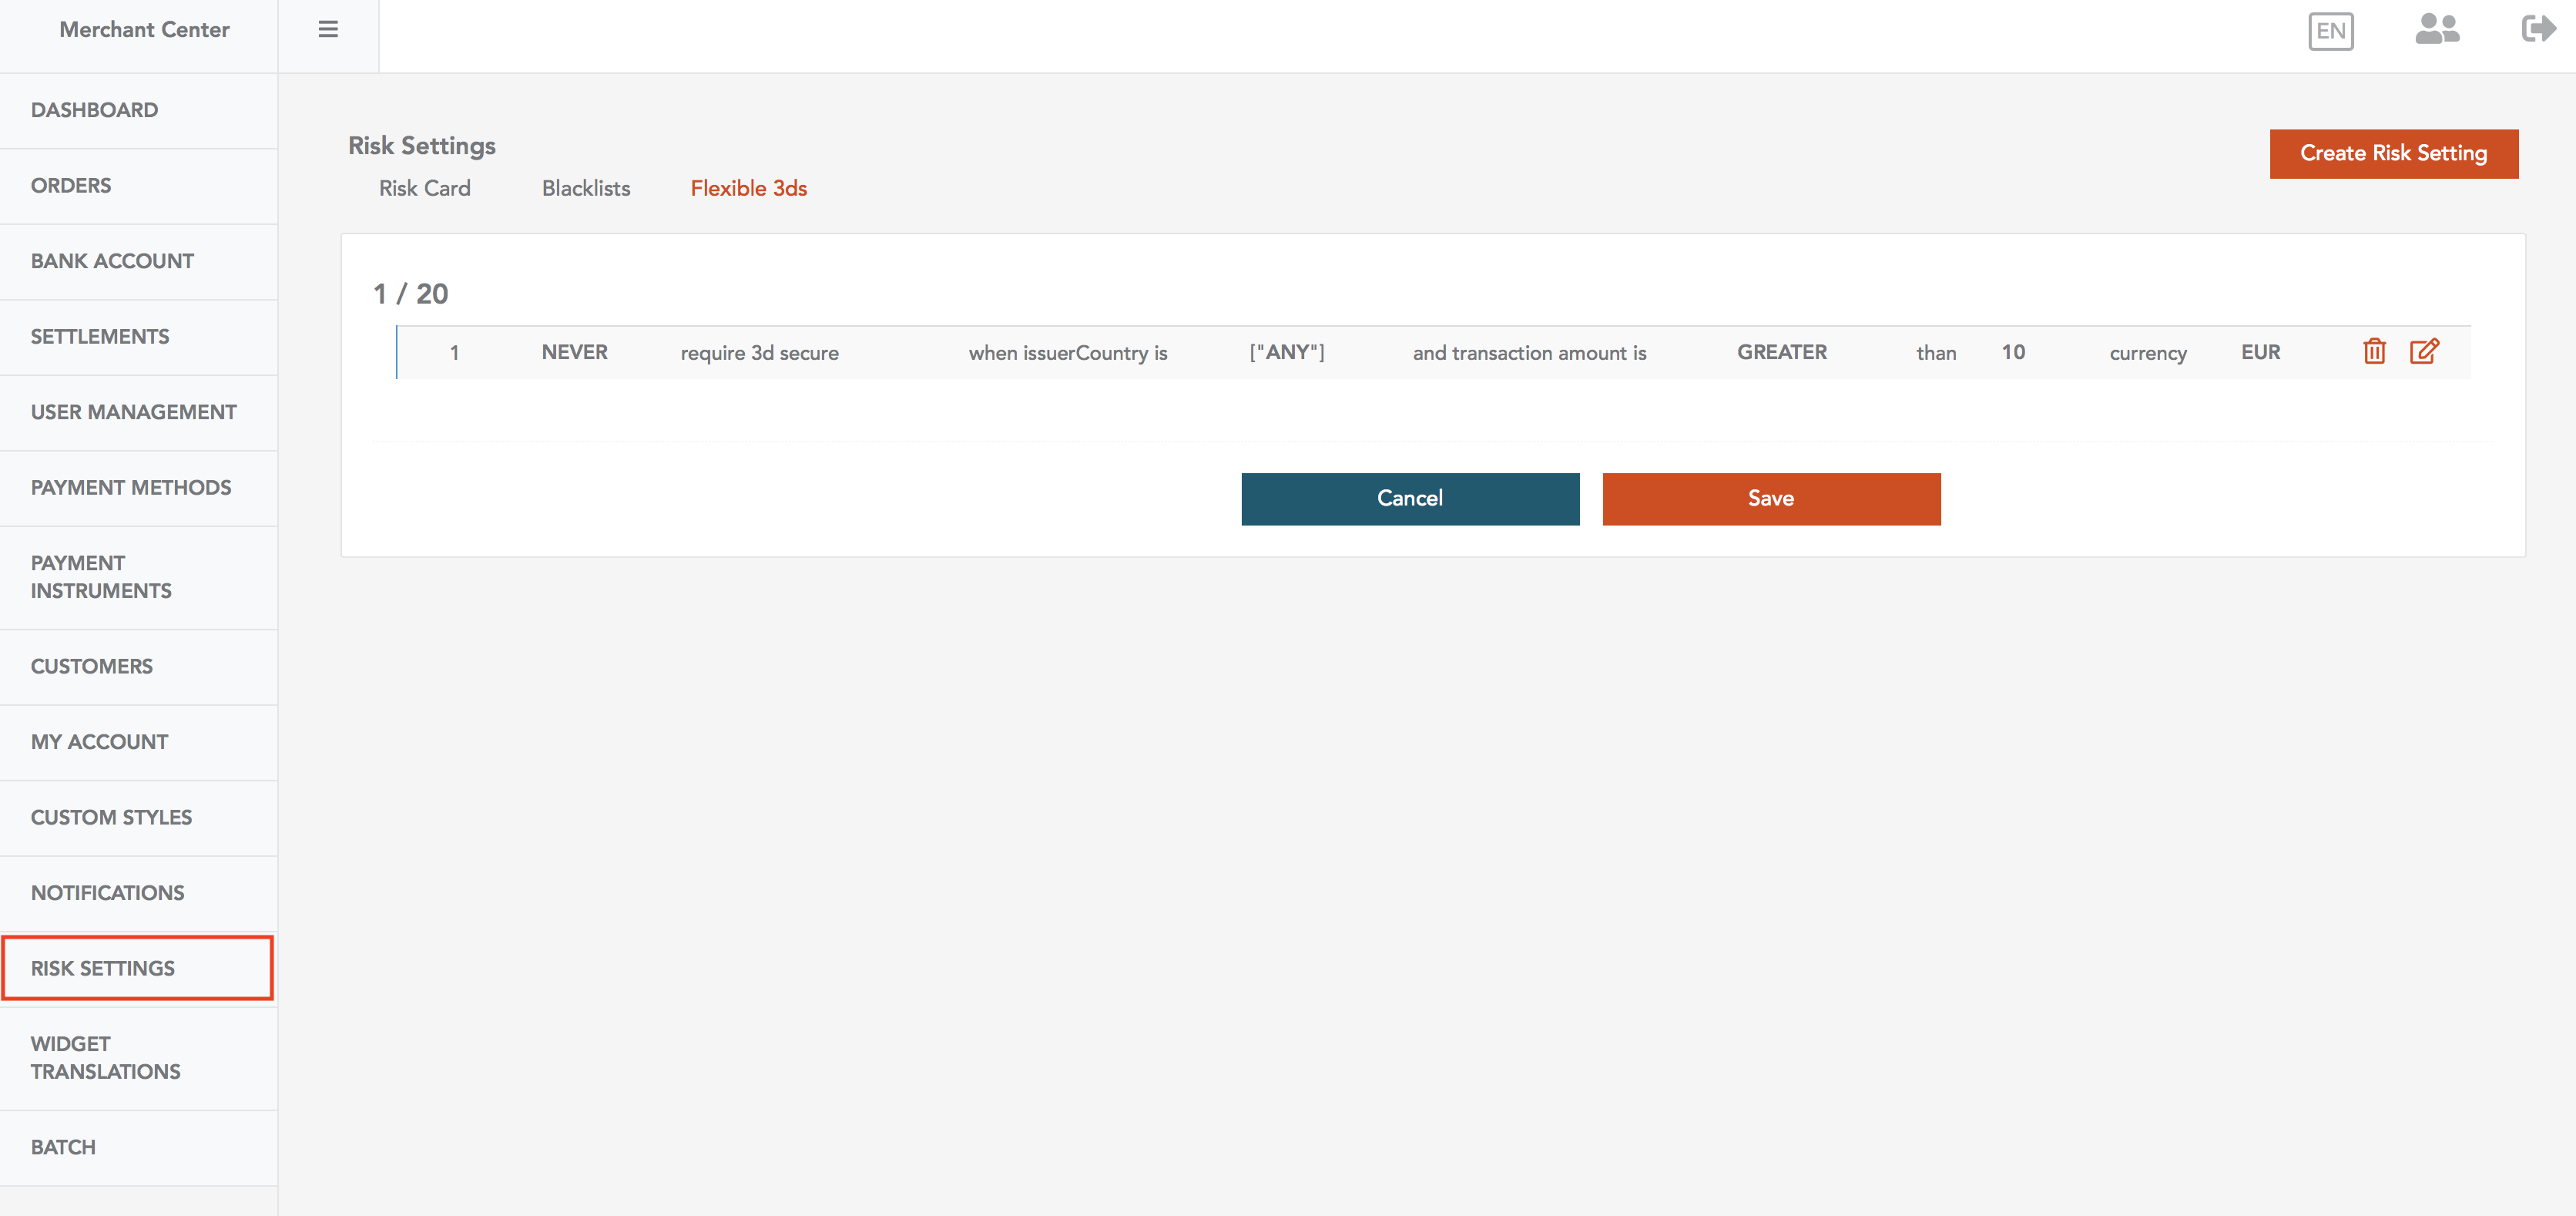 Merchant Center
EN
DASHBOARD
ORDERS
BANK ACCOUNT
SETTLEMENTS
USER MANAGEMENT
PAYMENT METHODS
PAYMENT
INSTRUMENTS
CUSTOMERS
MY ACCOUNT
CUSTOM STYLES
NOTIFICATIONS
RISK SETTINGS
WIDGET
TRANSLATIONS
BATCH
Risk Settings
Create Risk Setting
Risk Card Blacklists Flexible 3ds
1 / 20
1 NEVER require 3d secure when issuerCountry is ["ANY"] and transaction amount is GREATER than 10 currency EUR
Cancel Save